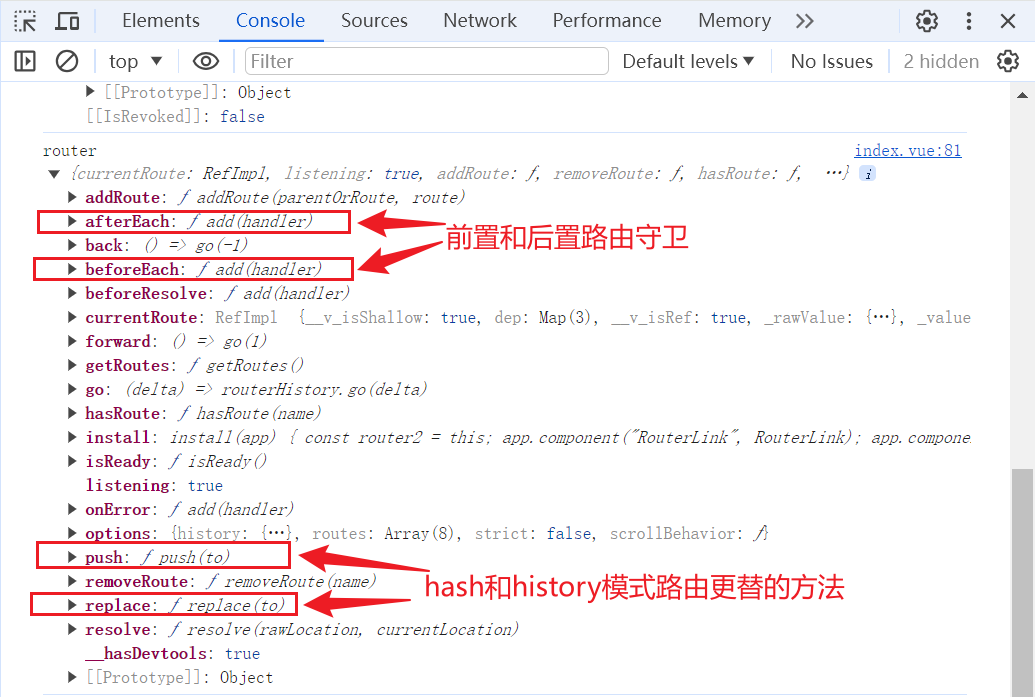 Elements Console Sources Network Performance Memory
top Filter Default levels No Issues 2 hidden
[[Prototype]]: Object
[[IsRevoked]]: false
router index.vue:81
{currentRoute: RefImpl, listening: true, addRoute: ƒ, removeRoute: ƒ, hasRoute: ƒ, …} i
addRoute: ƒ addRoute(parentOrRoute, route)
afterEach: ƒ add(handler)
前置和后置路由守卫
back: () => go(-1)
beforeEach: ƒ add(handler)
beforeResolve: ƒ add(handler)
currentRoute: RefImpl {__v_isShallow: true, dep: Map(3), __v_isRef: true, _rawValue: {…}, _value
forward: () => go(1)
getRoutes: ƒ getRoutes()
go: (delta) => routerHistory.go(delta)
hasRoute: ƒ hasRoute(name)
install: install(app) { const router2 = this; app.component("RouterLink", RouterLink); app.compone
isReady: ƒ isReady()
listening: true
onError: ƒ add(handler)
options: {history: {…}, routes: Array(8), strict: false, scrollBehavior: ƒ}
push: ƒ push(to)
removeRoute: ƒ removeRoute(name)
hash和history模式路由更替的方法
replace: ƒ replace(to)
resolve: ƒ resolve(rawLocation, currentLocation)
__hasDevtools: true
[[Prototype]]: Object